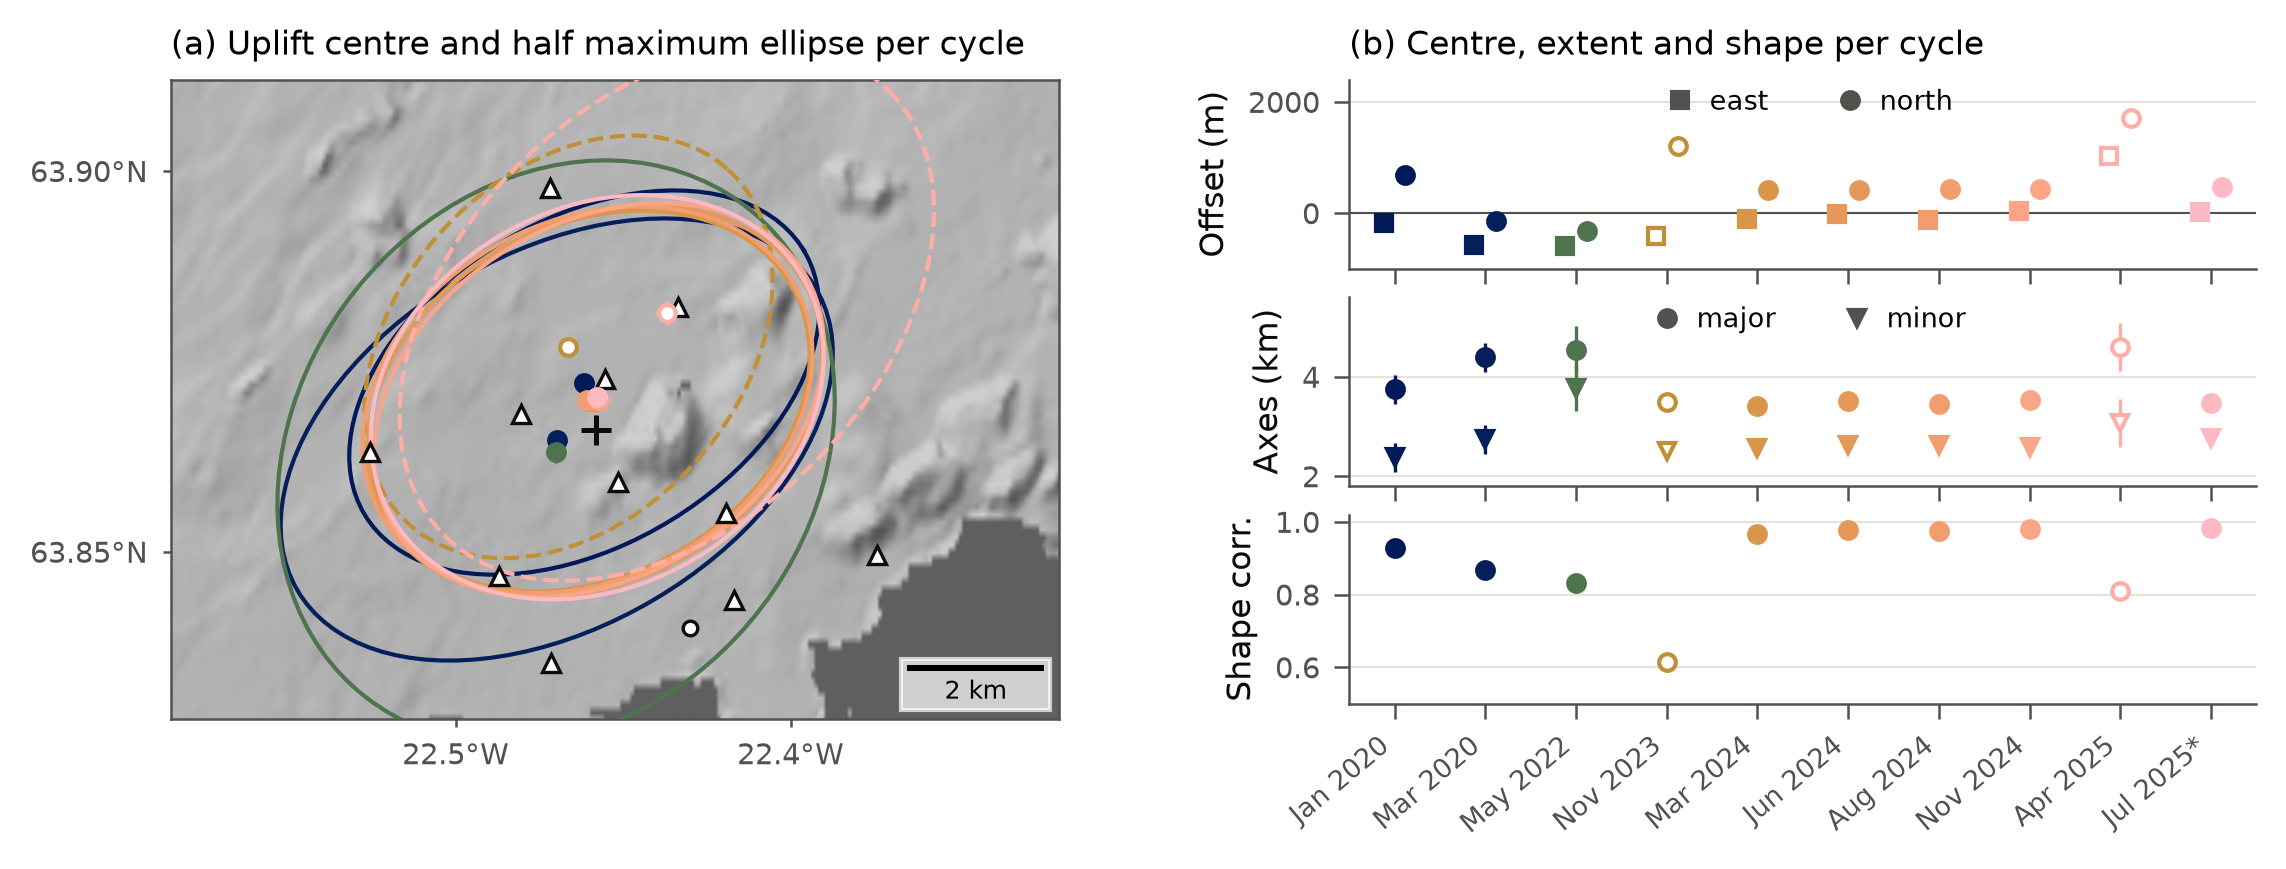 (a) Uplift centre and half maximum ellipse per cycle
63.90°N
63.85°N
22.5°W
22.4°W
2 km
(b) Centre, extent and shape per cycle
Offset (m)
2000
0
east
north
Axes (km)
4
2
major
minor
Shape corr.
1.0
0.8
0.6
Jan 2020
Mar 2020
May 2022
Nov 2023
Mar 2024
Jun 2024
Aug 2024
Nov 2024
Apr 2025
Jul 2025*